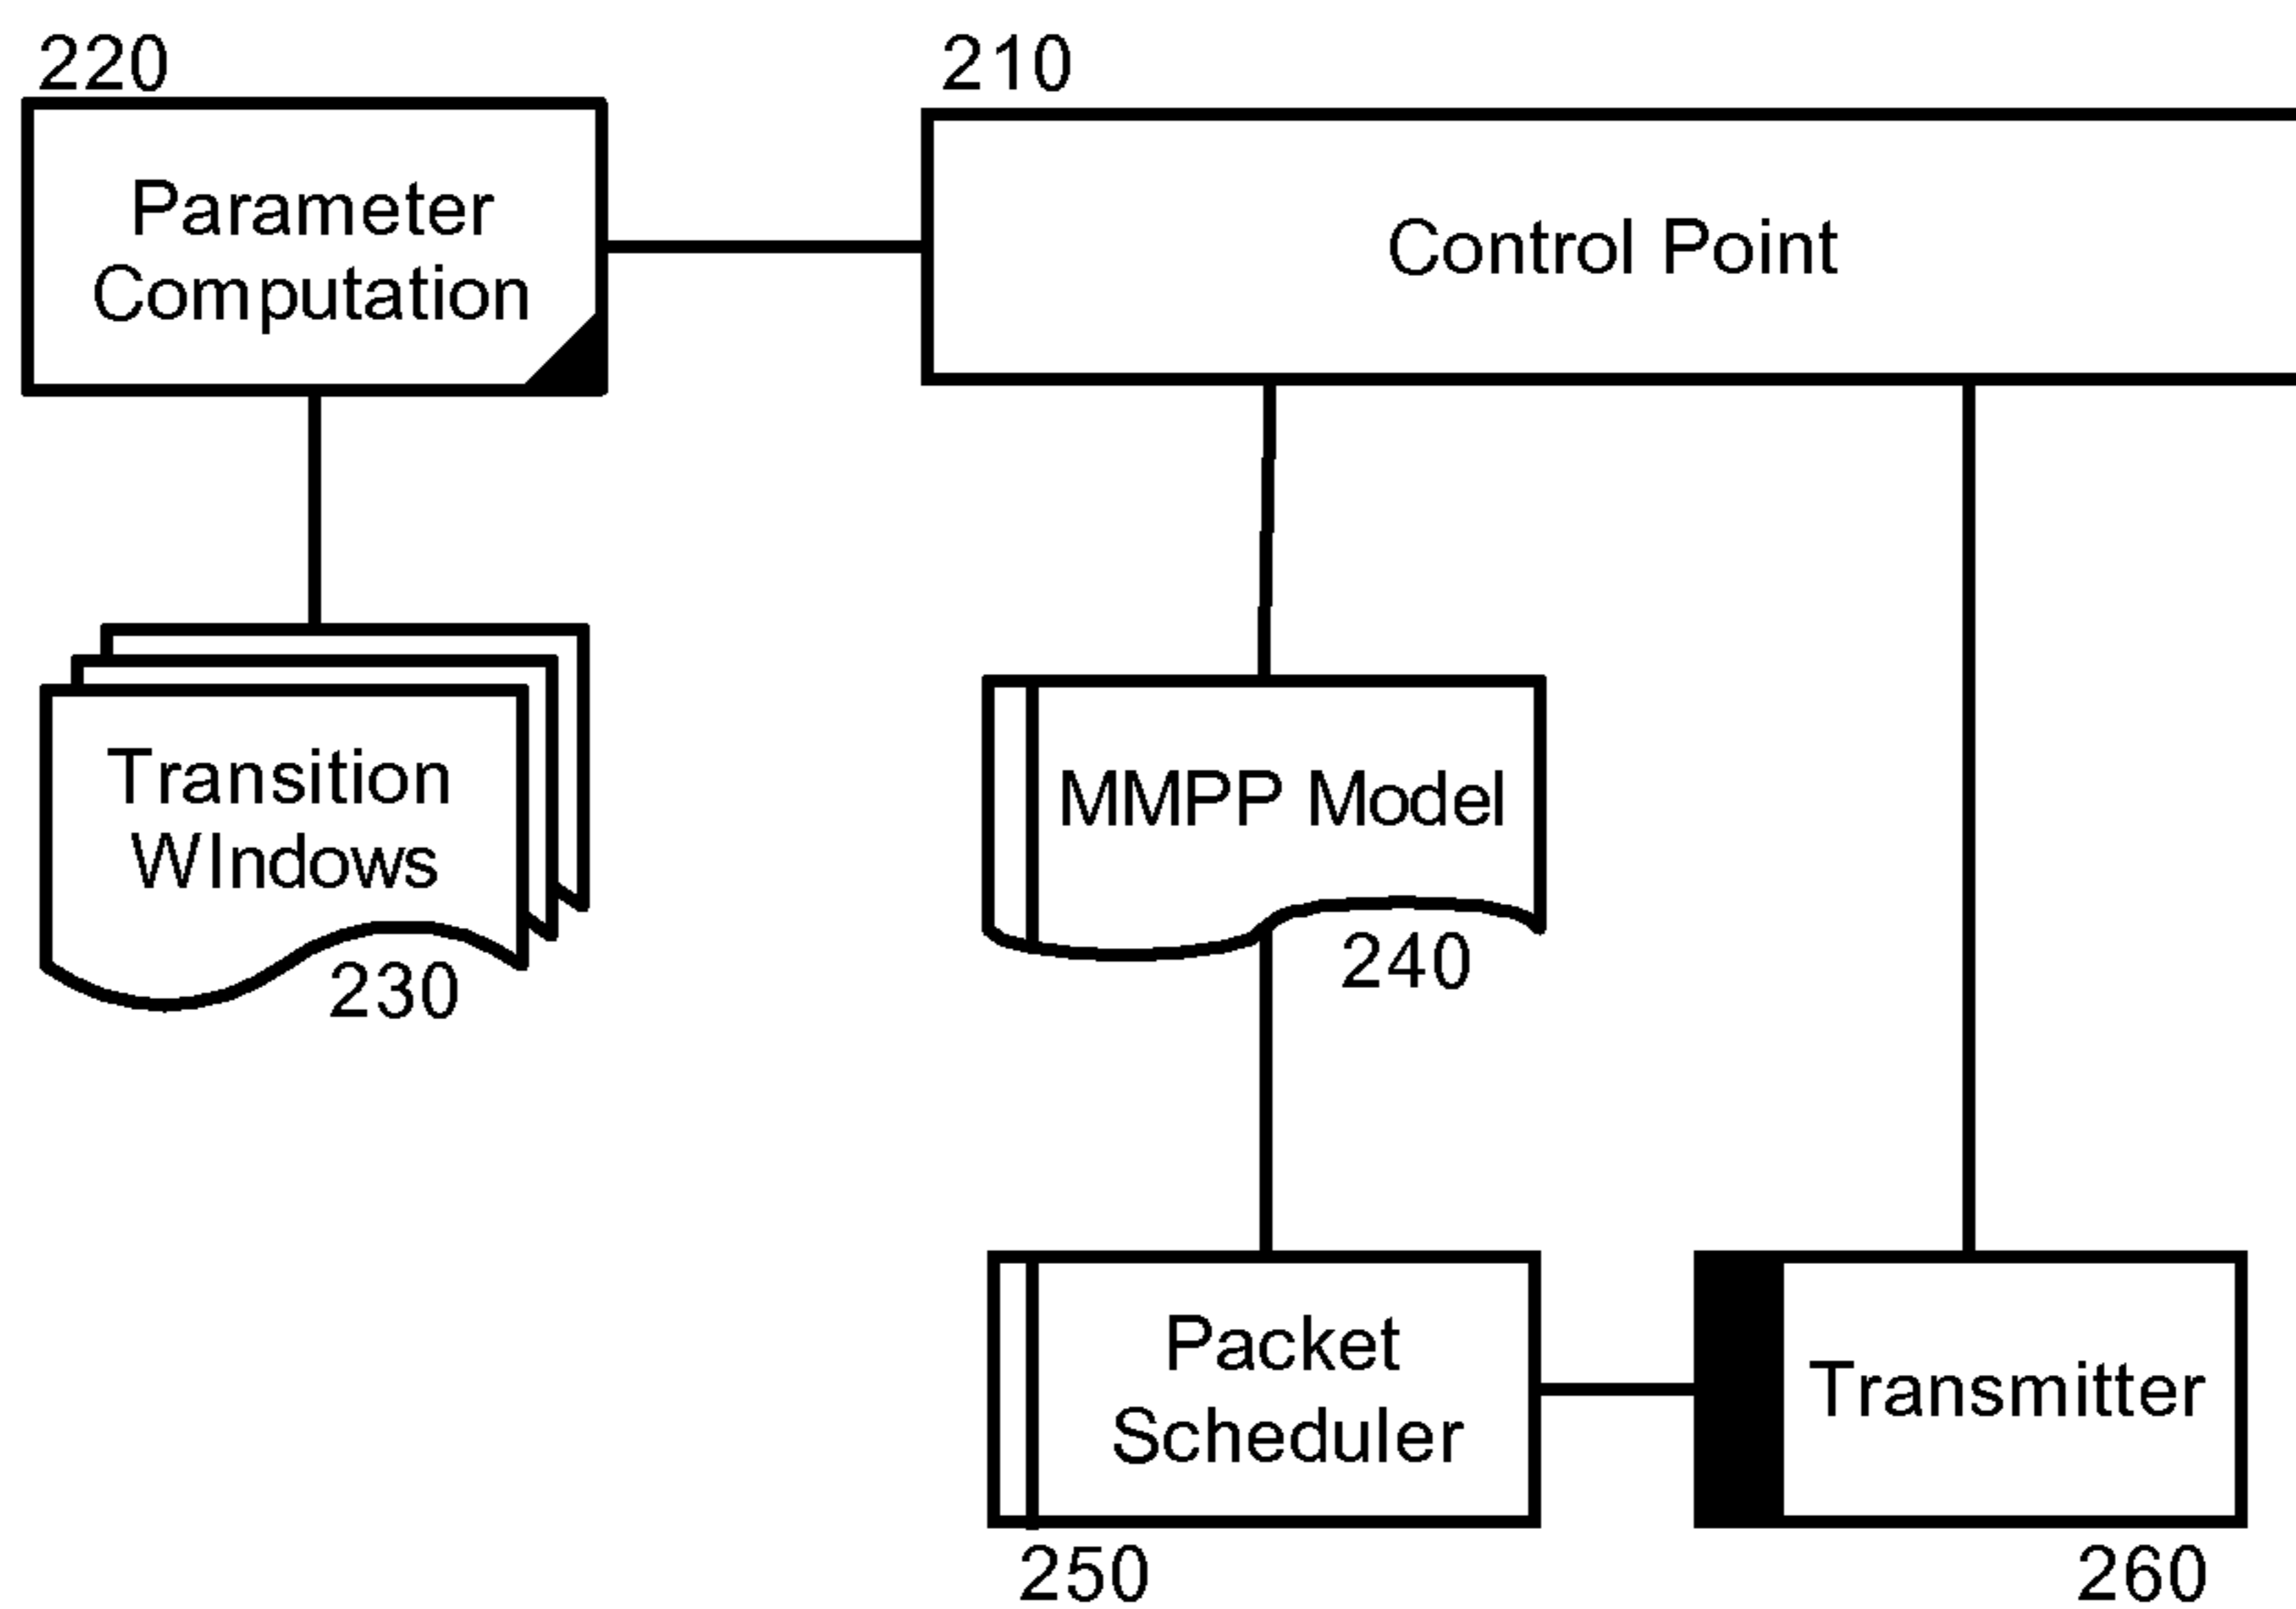 220
Parameter
Computation
210
Control Point
Transition
WIndows
230
MMPP Model
240
Packet
Scheduler
250
Transmitter
260